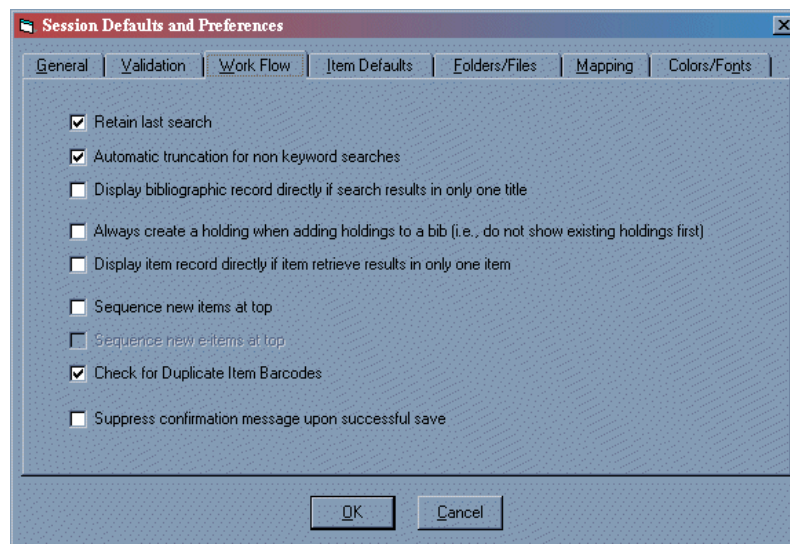 Session Defaults and Preferences
General Validation Work Flow Item Defaults Folders/Files Mapping Colors/Fonts
Retain last search
Automatic truncation for non keyword searches
Display bibliographic record directly if search results in only one title
Always create a holding when adding holdings to a bib (i.e., do not show existing holdings first)
Display item record directly if item retrieve results in only one item
Sequence new items at top
Sequence new e-items at top
Check for Duplicate Item Barcodes
Suppress confirmation message upon successful save
OK Cancel